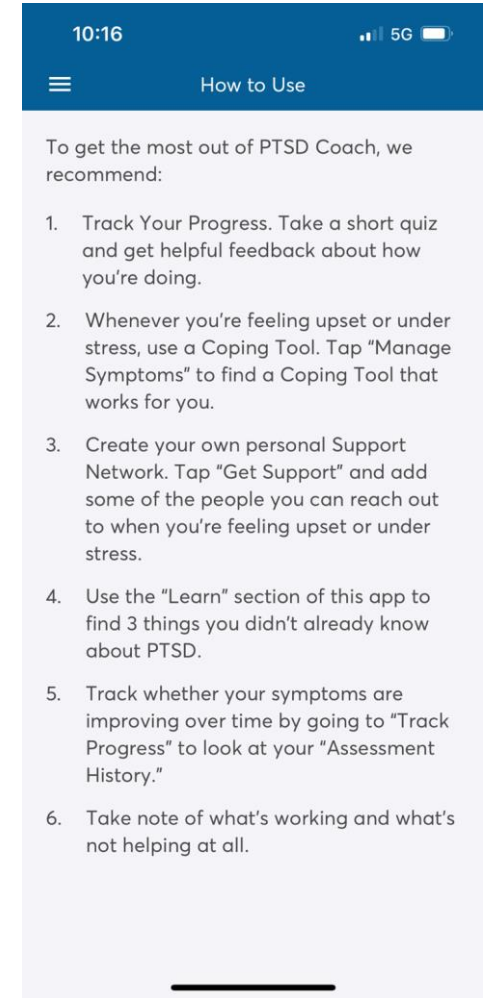 10:16
5G
How to Use
To get the most out of PTSD Coach, we
recommend:
1. Track Your Progress. Take a short quiz
and get helpful feedback about how
you're doing.
2. Whenever you're feeling upset or under
stress, use a Coping Tool. Tap "Manage
Symptoms" to find a Coping Tool that
works for you.
3. Create your own personal Support
Network. Tap "Get Support" and add
some of the people you can reach out
to when you're feeling upset or under
stress.
4. Use the "Learn" section of this app to
find 3 things you didn't already know
about PTSD.
5. Track whether your symptoms are
improving over time by going to "Track
Progress" to look at your "Assessment
History."
6. Take note of what's working and what's
not helping at all.